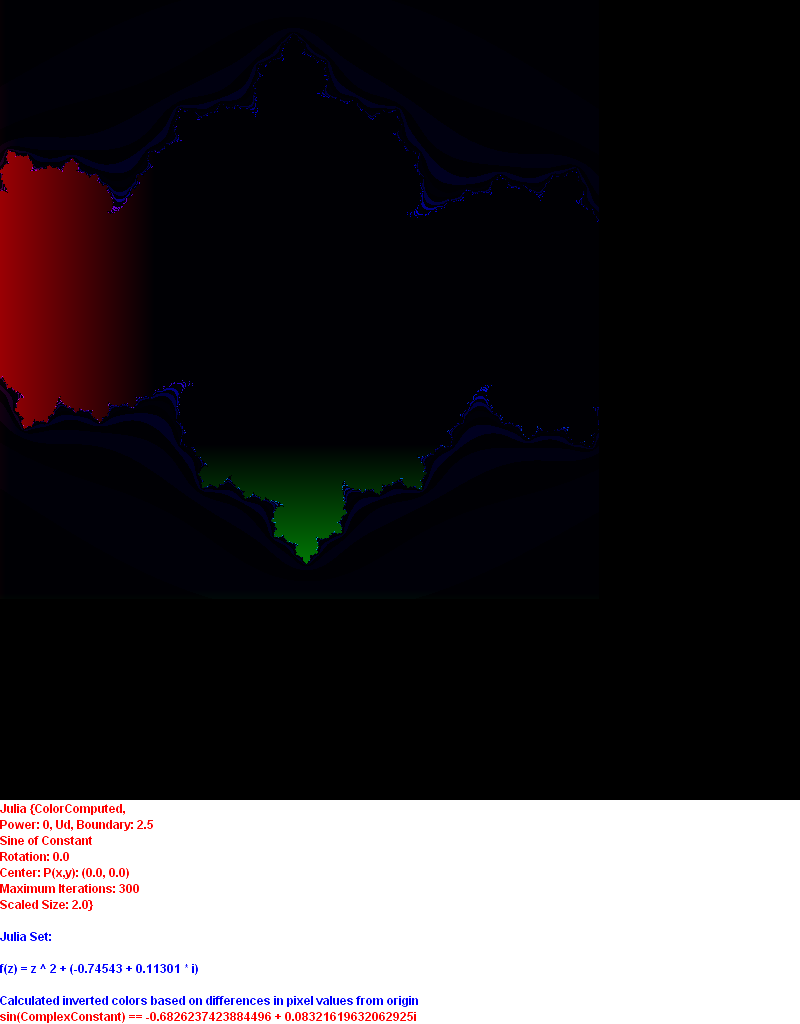 Julia {ColorComputed,
Power: 0, Ud, Boundary: 2.5
Sine of Constant
Rotation: 0.0
Center: P(x,y): (0.0, 0.0)
Maximum Iterations: 300
Scaled Size: 2.0}
Julia Set:
f(z) = z ^ 2 + (-0.74543 + 0.11301 * i)
Calculated inverted colors based on differences in pixel values from origin
sin(ComplexConstant) == -0.6826237423884496 + 0.08321619632062925i